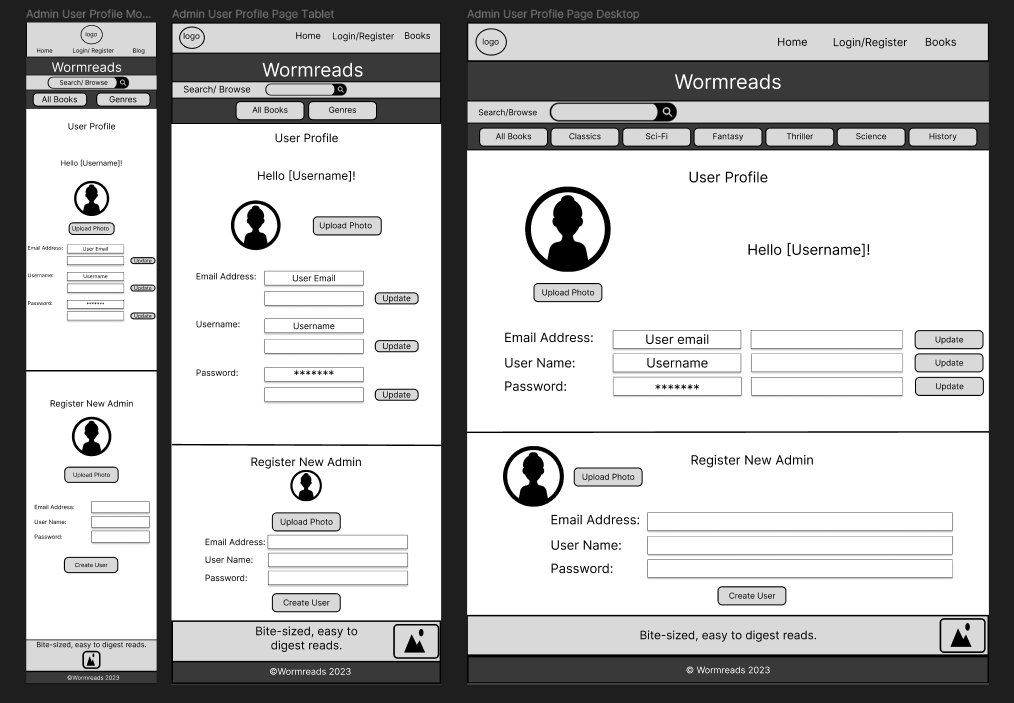 Admin User Profile Mo...
logo
Home Login/ Register Blog
Wormreads
Search/ Browse
All Books Genres
User Profile
Hello [Username]!
Upload Photo
Email Address: User Email
Update
Username: Username
Update
Password: *******
Update
Register New Admin
Upload Photo
Email Address:
User Name:
Password:
Create User
Bite-sized, easy to digest reads.
©Wormreads 2023
Admin User Profile Page Tablet
logo Home Login/Register Books
Wormreads
Search/ Browse
All Books Genres
User Profile
Hello [Username]!
Upload Photo
Email Address: User Email
Update
Username: Username
Update
Password: *******
Update
Register New Admin
Upload Photo
Email Address:
User Name:
Password:
Create User
Bite-sized, easy to
digest reads.
©Wormreads 2023
Admin User Profile Page Desktop
logo Home Login/Register Books
Wormreads
Search/Browse
All Books Classics Sci-Fi Fantasy Thriller Science History
User Profile
Hello [Username]!
Upload Photo
Email Address: User email Update
User Name: Username Update
Password: ******* Update
Register New Admin
Upload Photo
Email Address:
User Name:
Password:
Create User
Bite-sized, easy to digest reads.
© Wormreads 2023